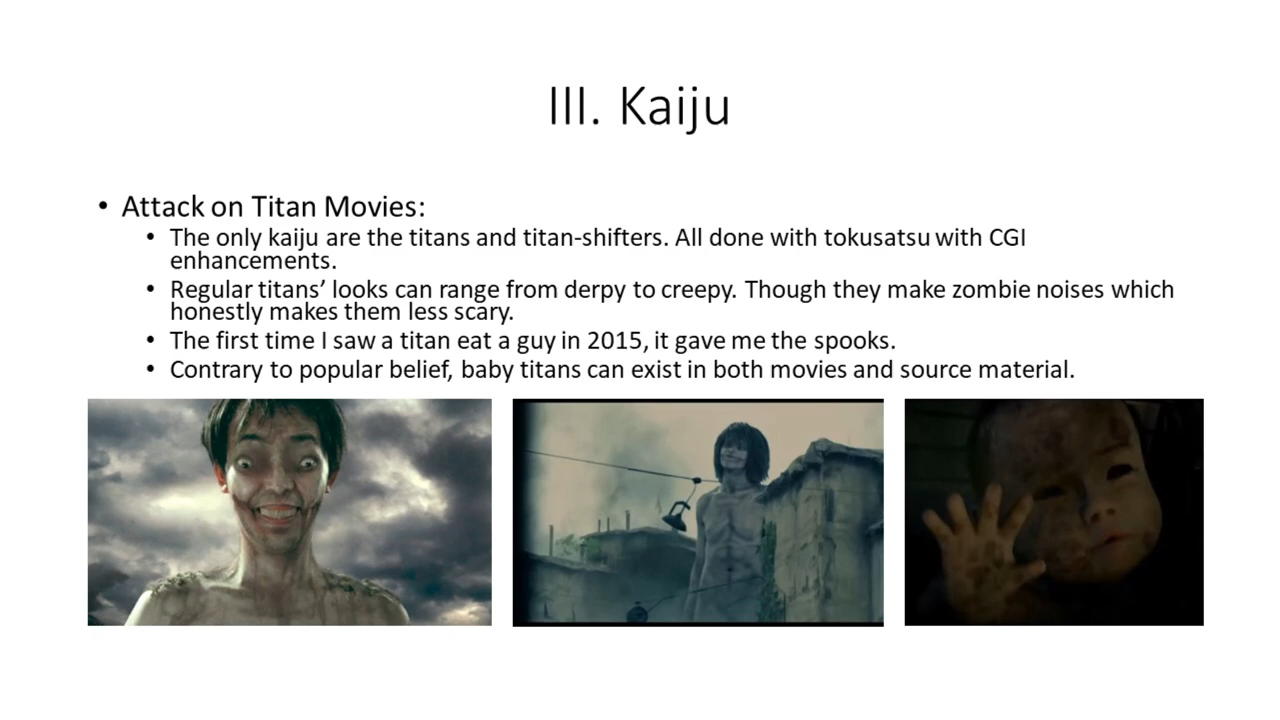 III. Kaiju
• Attack on Titan Movies:
• The only kaiju are the titans and titan-shifters. All done with tokusatsu with CGI
enhancements.
• Regular titans’ looks can range from derpy to creepy. Though they make zombie noises which
honestly makes them less scary.
• The first time I saw a titan eat a guy in 2015, it gave me the spooks.
• Contrary to popular belief, baby titans can exist in both movies and source material.